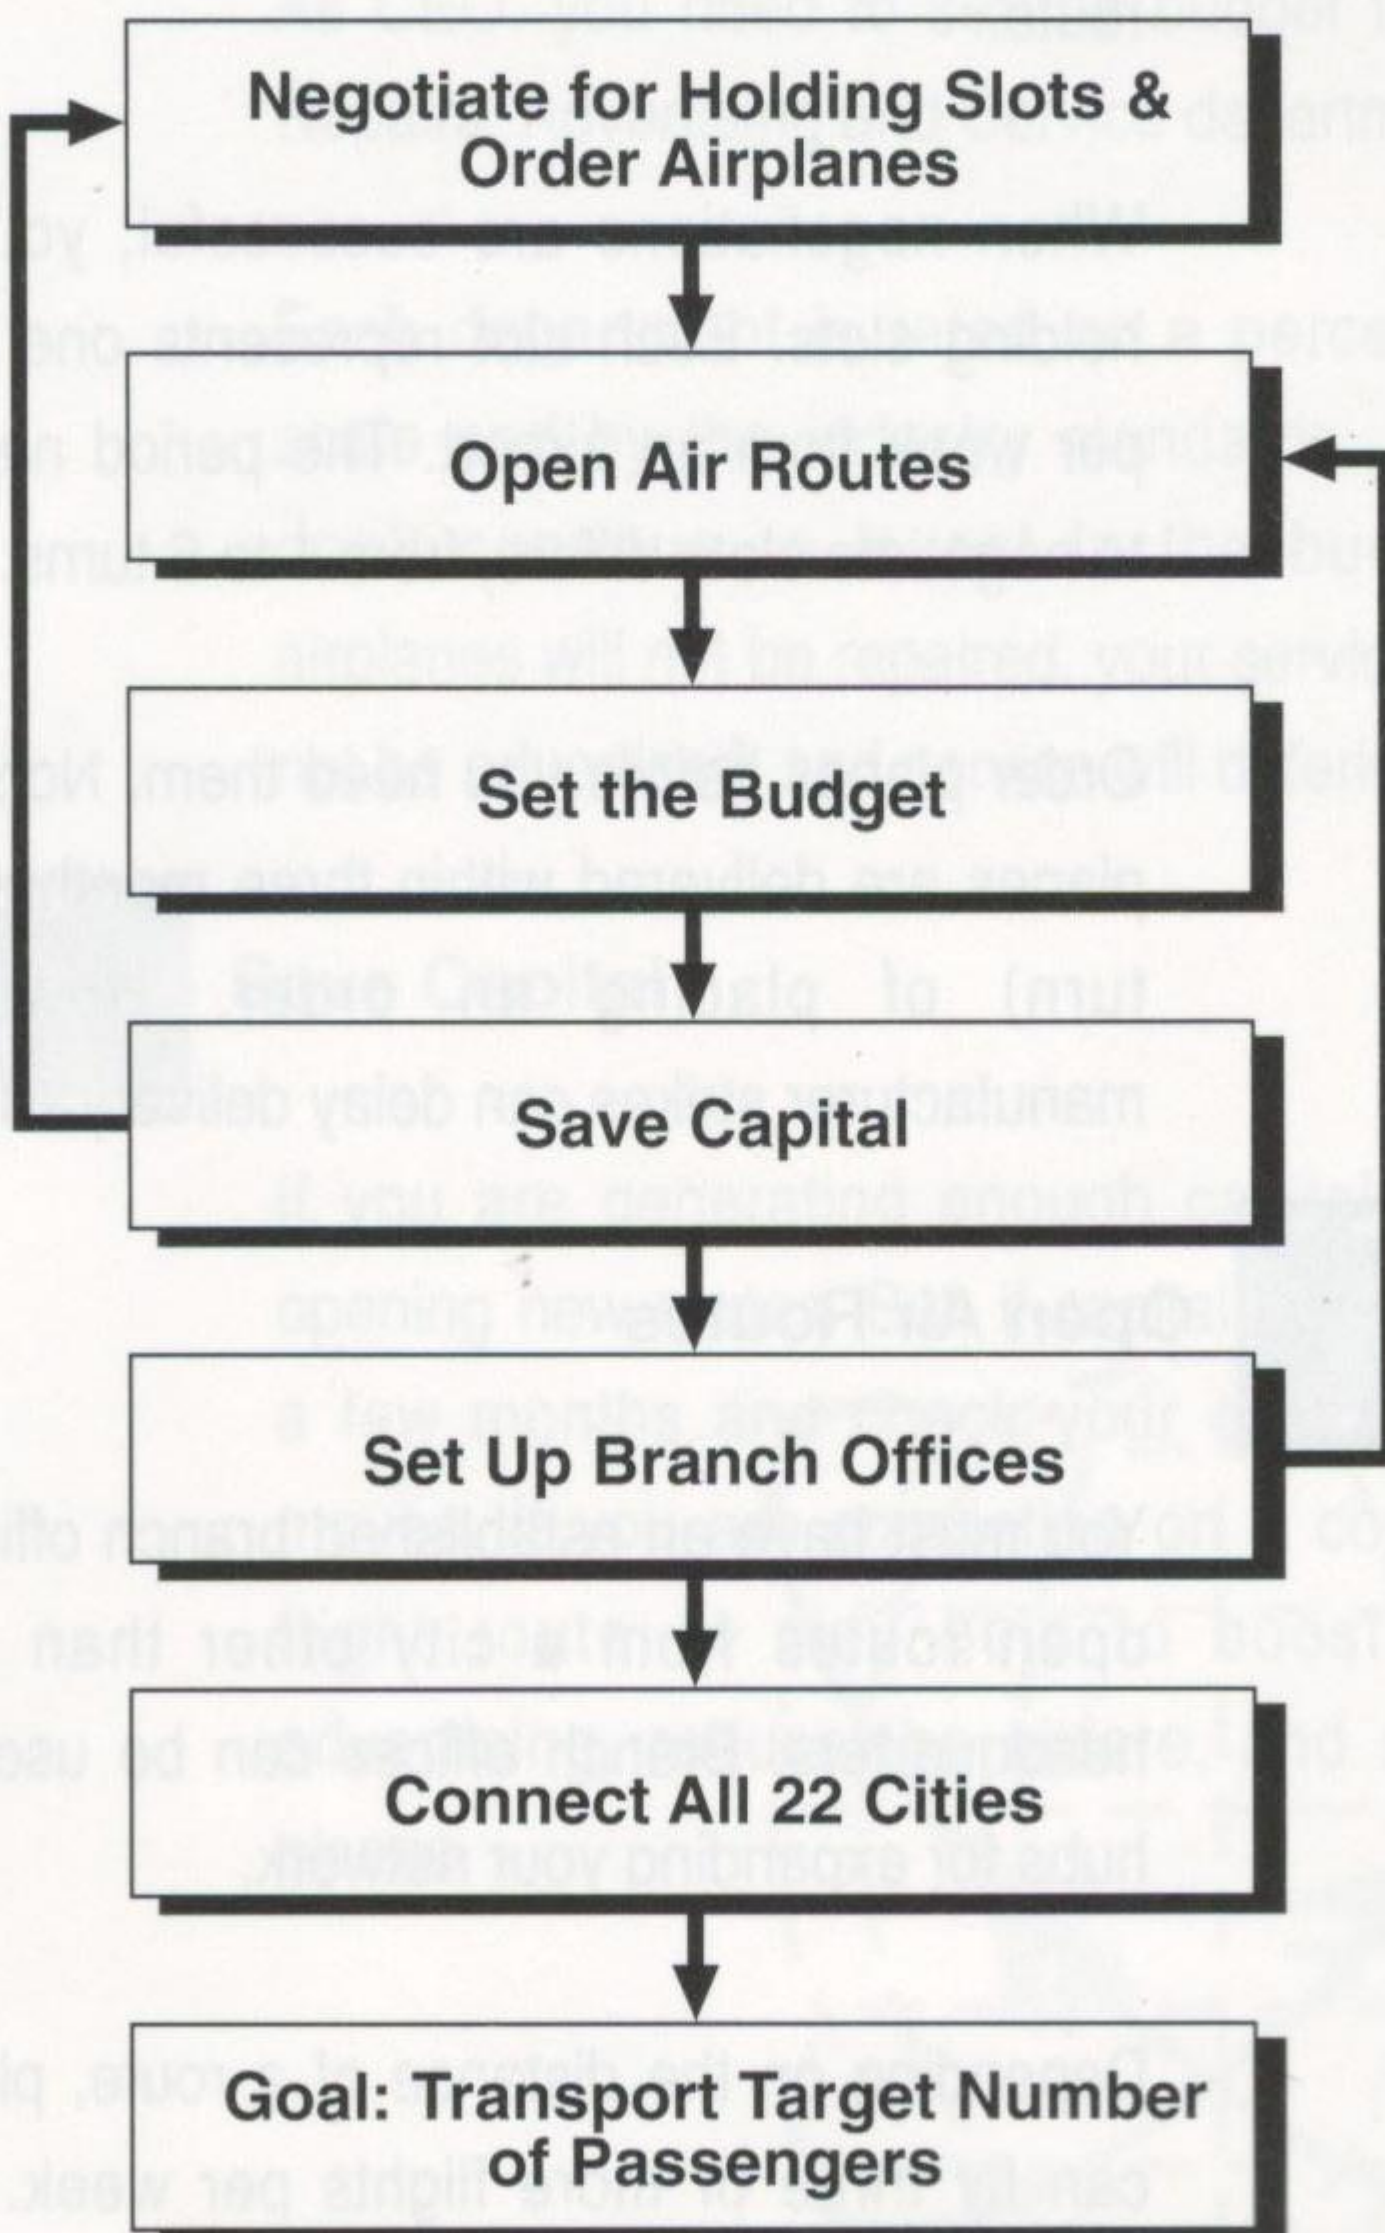 Negotiate for Holding Slots &
Order Airplanes
Open Air Routes
Set the Budget
Save Capital
Set Up Branch Offices
Connect All 22 Cities
Goal: Transport Target Number
of Passengers